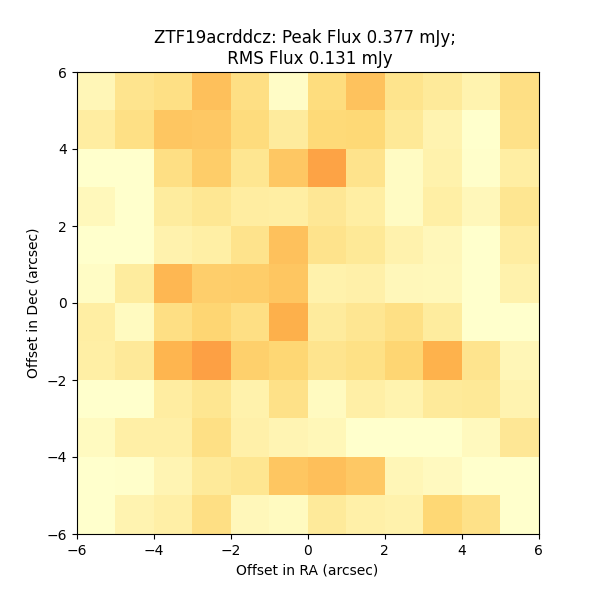 ZTF19acrddcz: Peak Flux 0.377 mJy;
RMS Flux 0.131 mJy
6
4
2
0
−2
−4
−6
Offset in Dec (arcsec)
−6 −4 −2 0 2 4 6
Offset in RA (arcsec)